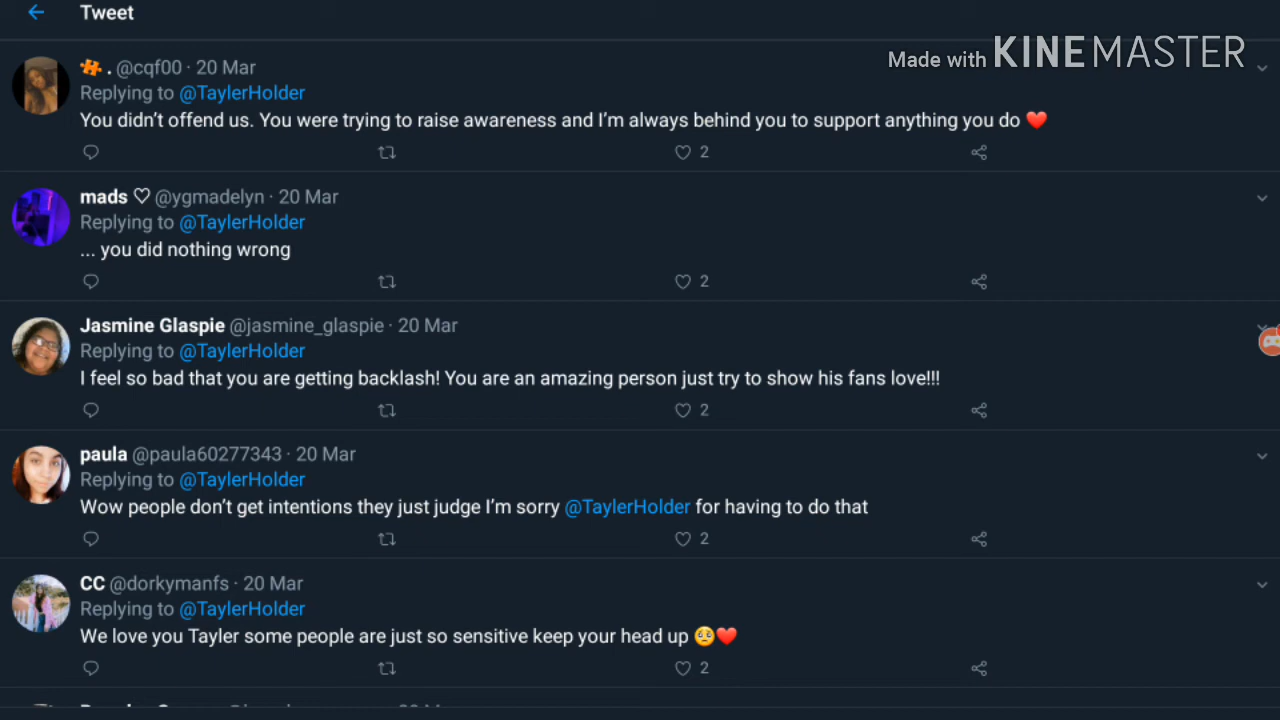 Tweet
Made with KINEMASTER
. @cqf00 · 20 Mar
Replying to @TaylerHolder
You didn't offend us. You were trying to raise awareness and I'm always behind you to support anything you do ❤️
2
mads ♡ @ygmadelyn · 20 Mar
Replying to @TaylerHolder
... you did nothing wrong
2
Jasmine Glaspie @jasmine_glaspie · 20 Mar
Replying to @TaylerHolder
I feel so bad that you are getting backlash! You are an amazing person just try to show his fans love!!!
2
paula @paula60277343 · 20 Mar
Replying to @TaylerHolder
Wow people don't get intentions they just judge I'm sorry @TaylerHolder for having to do that
2
CC @dorkymanfs · 20 Mar
Replying to @TaylerHolder
We love you Tayler some people are just so sensitive keep your head up 🥺❤️
2